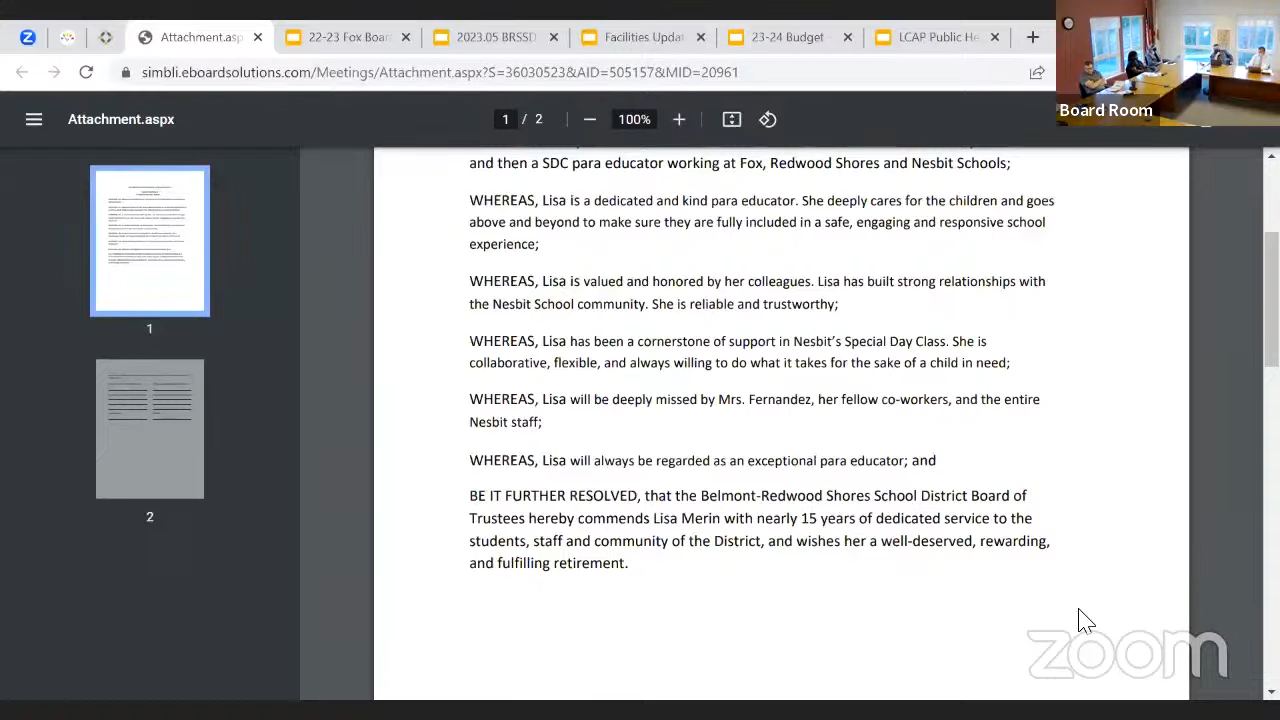 Attachment.asp
22-23 Fox Boar
2023.05 BRSSD
Facilities Updat
23-24 Budget -
LCAP Public He
simbli.eboardsolutions.com/Meetings/Attachment.aspx?S=36030523&AID=505157&MID=20961
Board Room
Attachment.aspx
1 / 2
100%
and then a SDC para educator working at Fox, Redwood Shores and Nesbit Schools;
WHEREAS, Lisa is a dedicated and kind para educator. She deeply cares for the children and goes
above and beyond to make sure they are fully included in a safe, engaging and responsive school
experience;
WHEREAS, Lisa is valued and honored by her colleagues. Lisa has built strong relationships with
the Nesbit School community. She is reliable and trustworthy;
WHEREAS, Lisa has been a cornerstone of support in Nesbit’s Special Day Class. She is
collaborative, flexible, and always willing to do what it takes for the sake of a child in need;
WHEREAS, Lisa will be deeply missed by Mrs. Fernandez, her fellow co-workers, and the entire
Nesbit staff;
WHEREAS, Lisa will always be regarded as an exceptional para educator; and
BE IT FURTHER RESOLVED, that the Belmont-Redwood Shores School District Board of
Trustees hereby commends Lisa Merin with nearly 15 years of dedicated service to the
students, staff and community of the District, and wishes her a well-deserved, rewarding,
and fulfilling retirement.
1
2
zoom